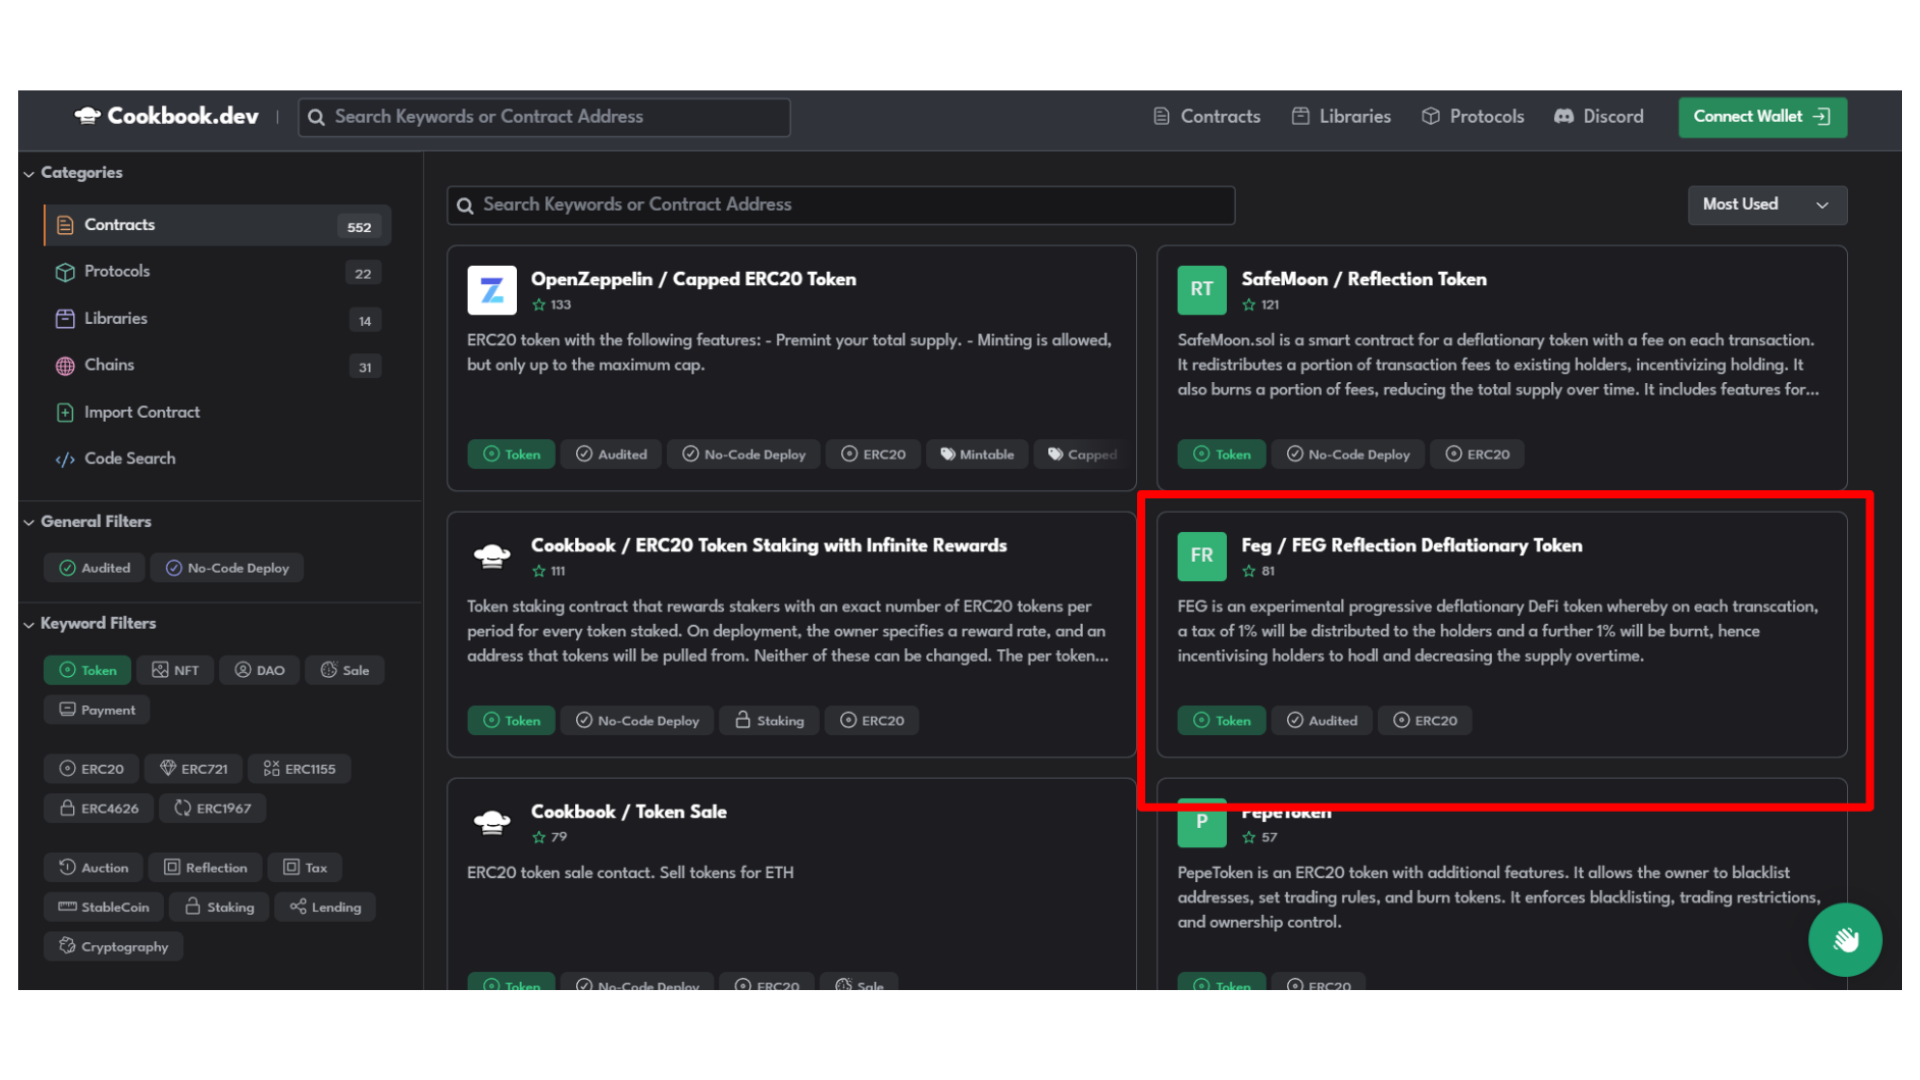 Cookbook.dev
Search Keywords or Contract Address
Contracts
Libraries
Protocols
Discord
Connect Wallet
Categories
Contracts 552
Protocols 22
Libraries 14
Chains 31
Import Contract
Code Search
General Filters
Audited
No-Code Deploy
Keyword Filters
Token
NFT
DAO
Sale
Payment
ERC20
ERC721
ERC1155
ERC4626
ERC1967
Auction
Reflection
Tax
StableCoin
Staking
Lending
Cryptography
Search Keywords or Contract Address
Most Used
OpenZeppelin / Capped ERC20 Token
133
ERC20 token with the following features: - Premint your total supply. - Minting is allowed,
but only up to the maximum cap.
Token
Audited
No-Code Deploy
ERC20
Mintable
Capped
RT
SafeMoon / Reflection Token
121
SafeMoon.sol is a smart contract for a deflationary token with a fee on each transaction.
It redistributes a portion of transaction fees to existing holders, incentivizing holding. It
also burns a portion of fees, reducing the total supply over time. It includes features for...
Token
No-Code Deploy
ERC20
Cookbook / ERC20 Token Staking with Infinite Rewards
111
Token staking contract that rewards stakers with an exact number of ERC20 tokens per
period for every token staked. On deployment, the owner specifies a reward rate, and an
address that tokens will be pulled from. Neither of these can be changed. The per token...
Token
No-Code Deploy
Staking
ERC20
FR
Feg / FEG Reflection Deflationary Token
81
FEG is an experimental progressive deflationary DeFi token whereby on each transcation,
a tax of 1% will be distributed to the holders and a further 1% will be burnt, hence
incentivising holders to hodl and decreasing the supply overtime.
Token
Audited
ERC20
Cookbook / Token Sale
79
ERC20 token sale contact. Sell tokens for ETH
Token
No-Code Deploy
ERC20
Sale
P
PepeToken
57
PepeToken is an ERC20 token with additional features. It allows the owner to blacklist
addresses, set trading rules, and burn tokens. It enforces blacklisting, trading restrictions,
and ownership control.
Token
ERC20